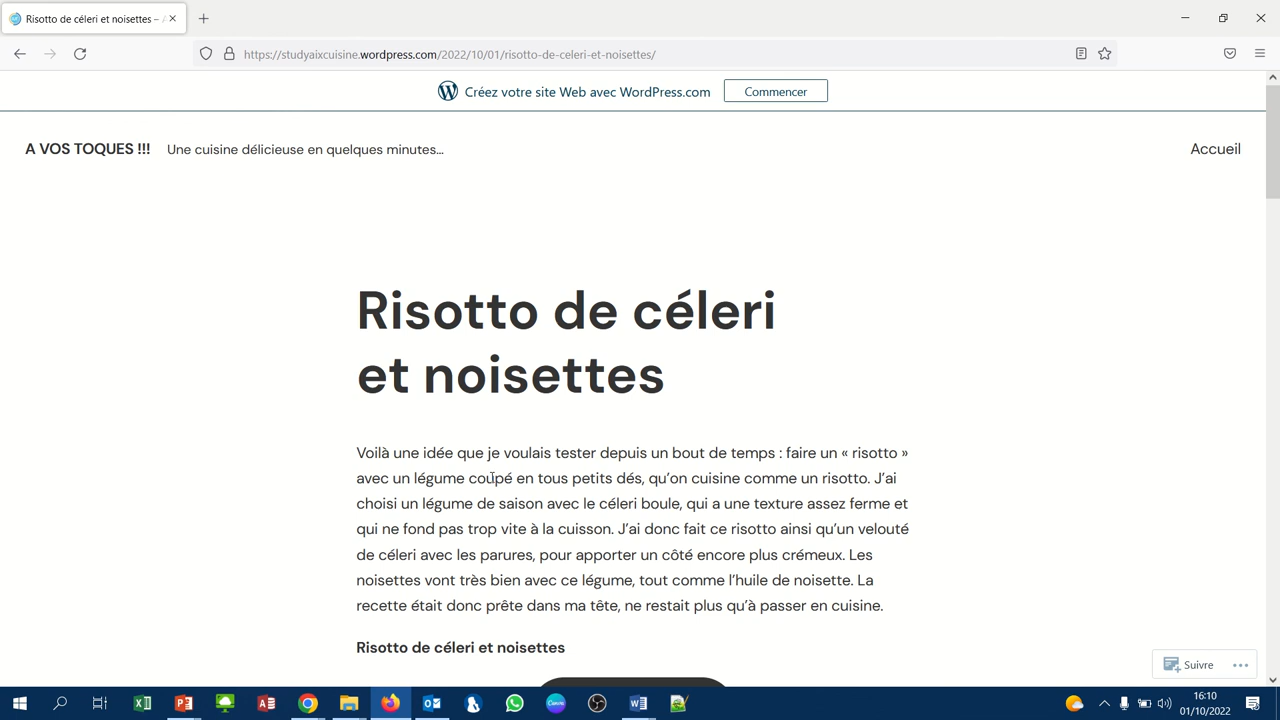 Risotto de céleri et noisettes – A
https://studyaixcuisine.wordpress.com/2022/10/01/risotto-de-celeri-et-noisettes/
Créez votre site Web avec WordPress.com Commencer
A VOS TOQUES !!! Une cuisine délicieuse en quelques minutes... Accueil
Risotto de céleri
et noisettes
Voilà une idée que je voulais tester depuis un bout de temps : faire un « risotto »
avec un légume coupé en tous petits dés, qu’on cuisine comme un risotto. J’ai
choisi un légume de saison avec le céleri boule, qui a une texture assez ferme et
qui ne fond pas trop vite à la cuisson. J’ai donc fait ce risotto ainsi qu’un velouté
de céleri avec les parures, pour apporter un côté encore plus crémeux. Les
noisettes vont très bien avec ce légume, tout comme l’huile de noisette. La
recette était donc prête dans ma tête, ne restait plus qu’à passer en cuisine.
Risotto de céleri et noisettes
Suivre
16:10
01/10/2022